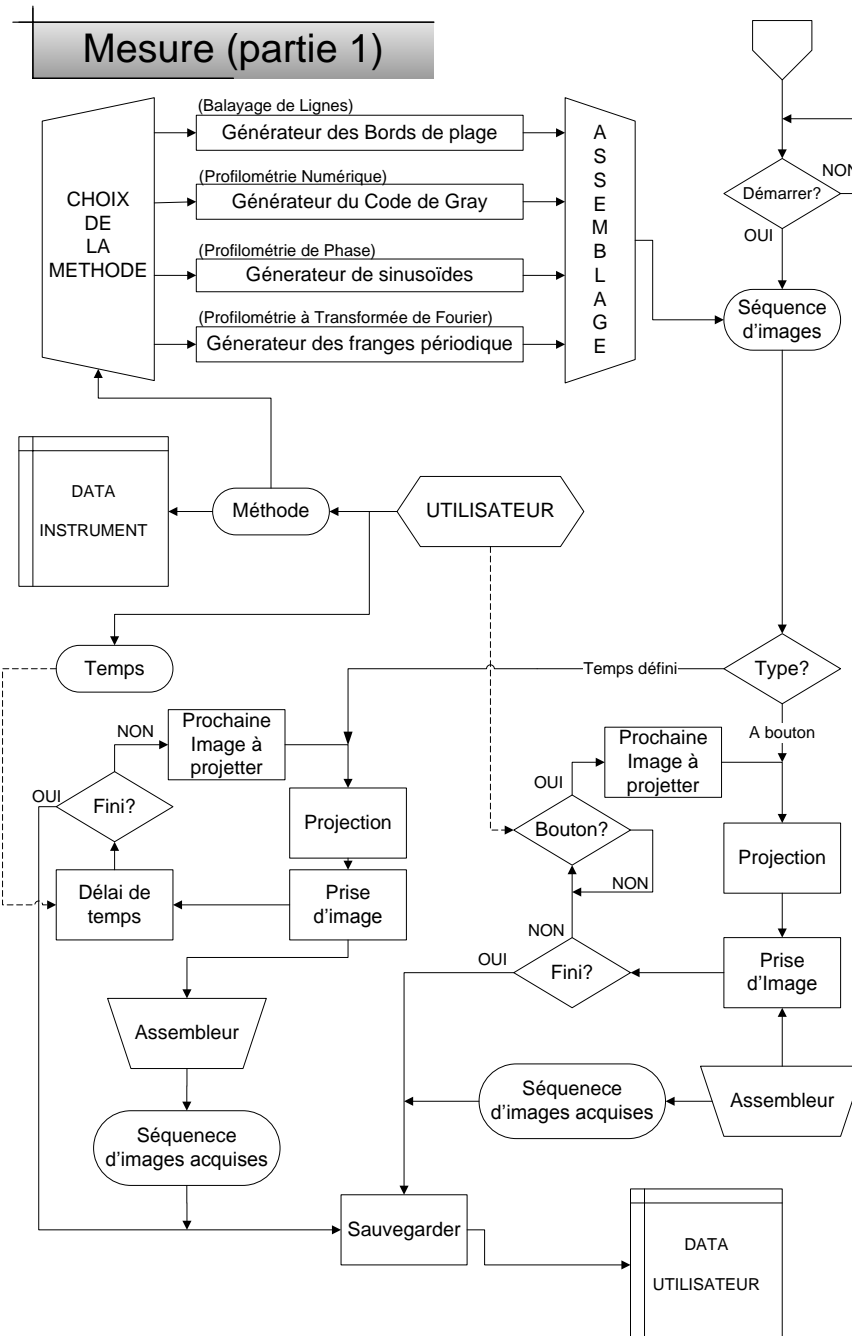 Mesure (partie 1)
(Balayage de Lignes)
Générateur des Bords de plage
(Profilométrie Numérique)
Générateur du Code de Gray
(Profilométrie de Phase)
Génerateur de sinusoïdes
(Profilométrie à Transformée de Fourier)
Génerateur des franges périodique
CHOIX
DE
LA
METHODE
A
S
S
E
M
B
L
A
G
E
Démarrer?
NON
OUI
Séquence
d'images
DATA
INSTRUMENT
Méthode
UTILISATEUR
Temps
Temps défini
Type?
A bouton
NON
Prochaine
Image à
projetter
OUI
Fini?
Projection
Délai de
temps
Prise
d'image
Assembleur
Séquenece
d'images acquises
Prochaine
Image à
projetter
OUI
Bouton?
NON
Projection
NON
OUI
Fini?
Prise
d'Image
Séquenece
d'images acquises
Assembleur
Sauvegarder
DATA
UTILISATEUR